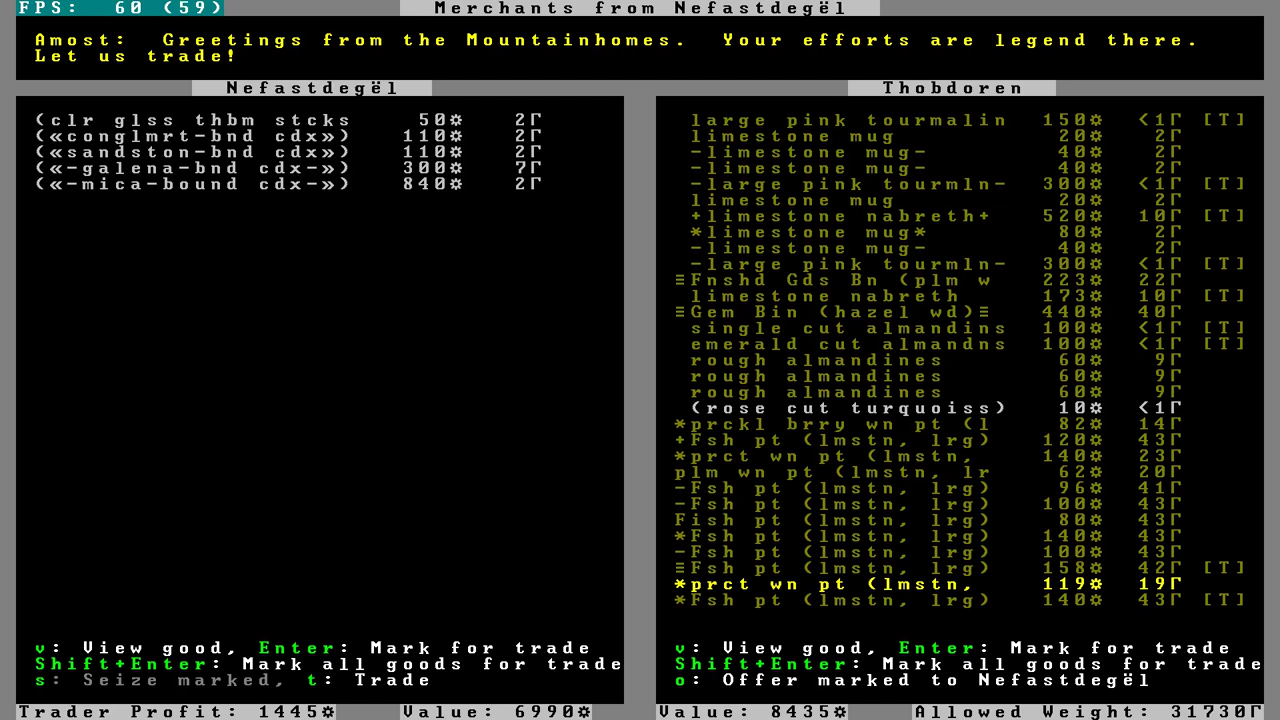 FPS: 60 (59)
Merchants from Nefastdegël
Amost: Greetings from the Mountainhomes. Your efforts are legend there.
Let us trade!
Nefastdegël
(clr glss thbm stcks 50☼ 2Γ
(«conglmrt-bnd cdx») 110☼ 2Γ
(«sandston-bnd cdx») 110☼ 2Γ
(«-galena-bnd cdx-») 300☼ 7Γ
(«-mica-bound cdx-») 840☼ 2Γ
v: View good, Enter: Mark for trade
Shift+Enter: Mark all goods for trade
s: Seize marked, t: Trade
Thobdoren
large pink tourmalin 150☼ <1Γ [T]
limestone mug 20☼ 2Γ
-limestone mug- 40☼ 2Γ
-limestone mug- 40☼ 2Γ
-large pink tourmln- 300☼ <1Γ [T]
limestone mug 20☼ 2Γ
+limestone nabreth+ 520☼ 10Γ [T]
*limestone mug* 80☼ 2Γ
-limestone mug- 40☼ 2Γ
-large pink tourmln- 300☼ <1Γ [T]
≡Fnshd Gds Bn (plm w 223☼ 22Γ
limestone nabreth 173☼ 10Γ [T]
≡Gem Bin (hazel wd)≡ 440☼ 40Γ
single cut almandins 100☼ <1Γ [T]
emerald cut almandns 100☼ <1Γ [T]
rough almandines 60☼ 9Γ
rough almandines 60☼ 9Γ
rough almandines 60☼ 9Γ
(rose cut turquoiss) 10☼ <1Γ
*prckl brry wn pt (l 82☼ 14Γ
+Fsh pt (lmstn, lrg) 120☼ 43Γ
*prct wn pt (lmstn, 140☼ 23Γ
plm wn pt (lmstn, lr 62☼ 20Γ
-Fsh pt (lmstn, lrg) 96☼ 41Γ
-Fsh pt (lmstn, lrg) 100☼ 43Γ
Fish pt (lmstn, lrg) 80☼ 43Γ
*Fsh pt (lmstn, lrg) 140☼ 43Γ
-Fsh pt (lmstn, lrg) 100☼ 43Γ
≡Fsh pt (lmstn, lrg) 158☼ 42Γ [T]
*prct wn pt (lmstn, 119☼ 19Γ
*Fsh pt (lmstn, lrg) 140☼ 43Γ [T]
v: View good, Enter: Mark for trade
Shift+Enter: Mark all goods for trade
o: Offer marked to Nefastdegël
Trader Profit: 1445☼ Value: 6990☼ Value: 8435☼ Allowed Weight: 31730Γ